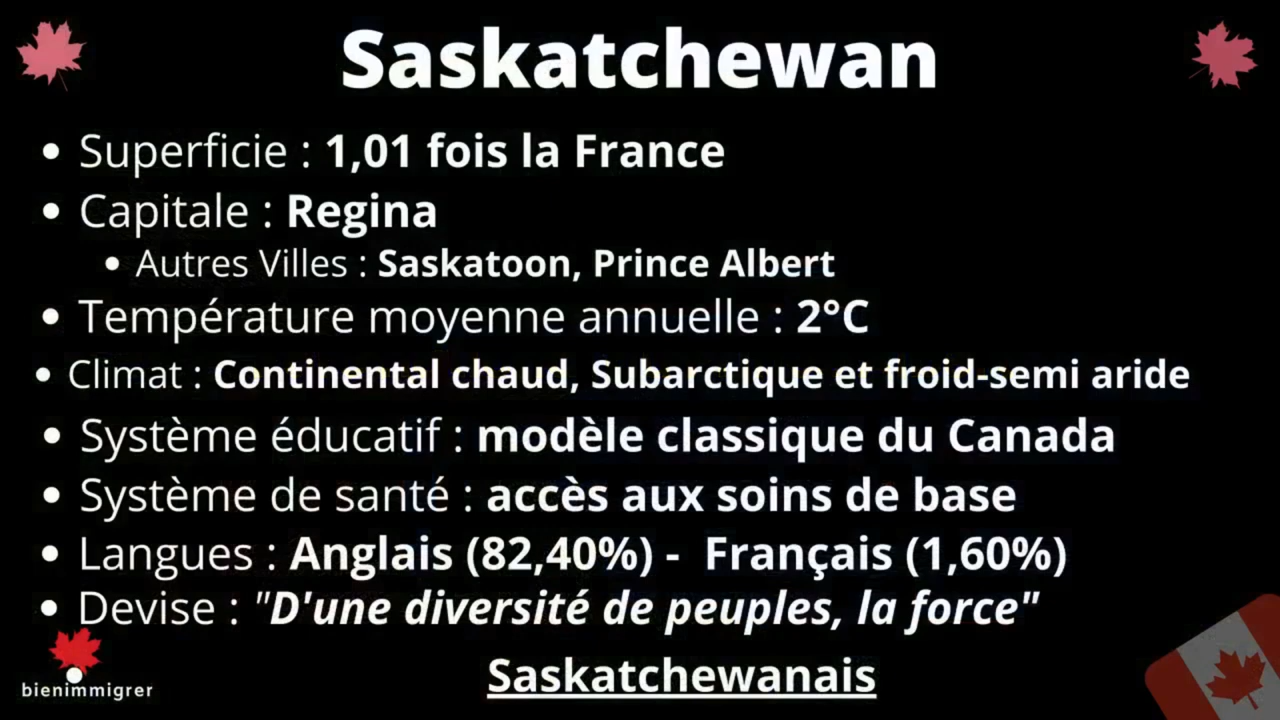 Saskatchewan
• Superficie : 1,01 fois la France
• Capitale : Regina
• Autres Villes : Saskatoon, Prince Albert
• Température moyenne annuelle : 2°C
• Climat : Continental chaud, Subarctique et froid-semi aride
• Système éducatif : modèle classique du Canada
• Système de santé : accès aux soins de base
• Langues : Anglais (82,40%) - Français (1,60%)
• Devise : "D'une diversité de peuples, la force"
Saskatchewanais
bienimmigrer